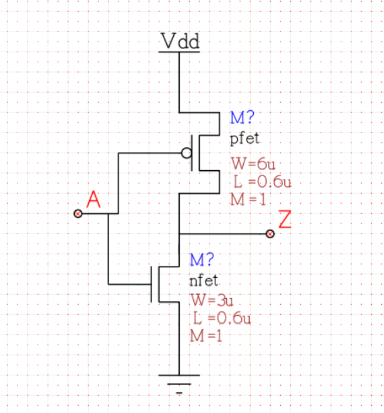 Vdd
M?
pfet
W=6u
L=0.6u
M=1
A
Z
M?
nfet
W=3u
L=0.6u
M=1